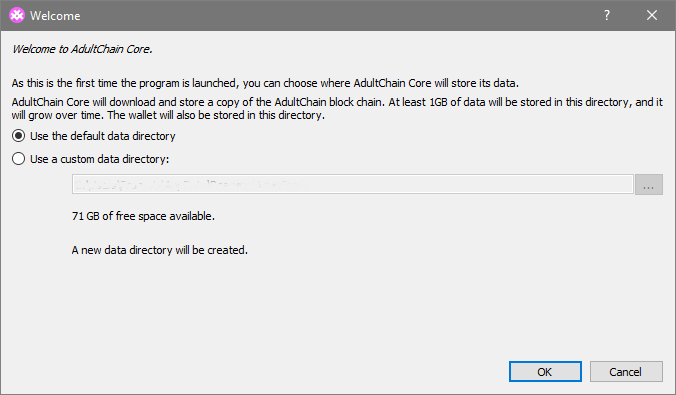 Welcome
?
Welcome to AdultChain Core.
As this is the first time the program is launched, you can choose where AdultChain Core will store its data.
AdultChain Core will download and store a copy of the AdultChain block chain. At least 1GB of data will be stored in this directory, and it
will grow over time. The wallet will also be stored in this directory.
Use the default data directory
Use a custom data directory:
...
71 GB of free space available.
A new data directory will be created.
OK Cancel